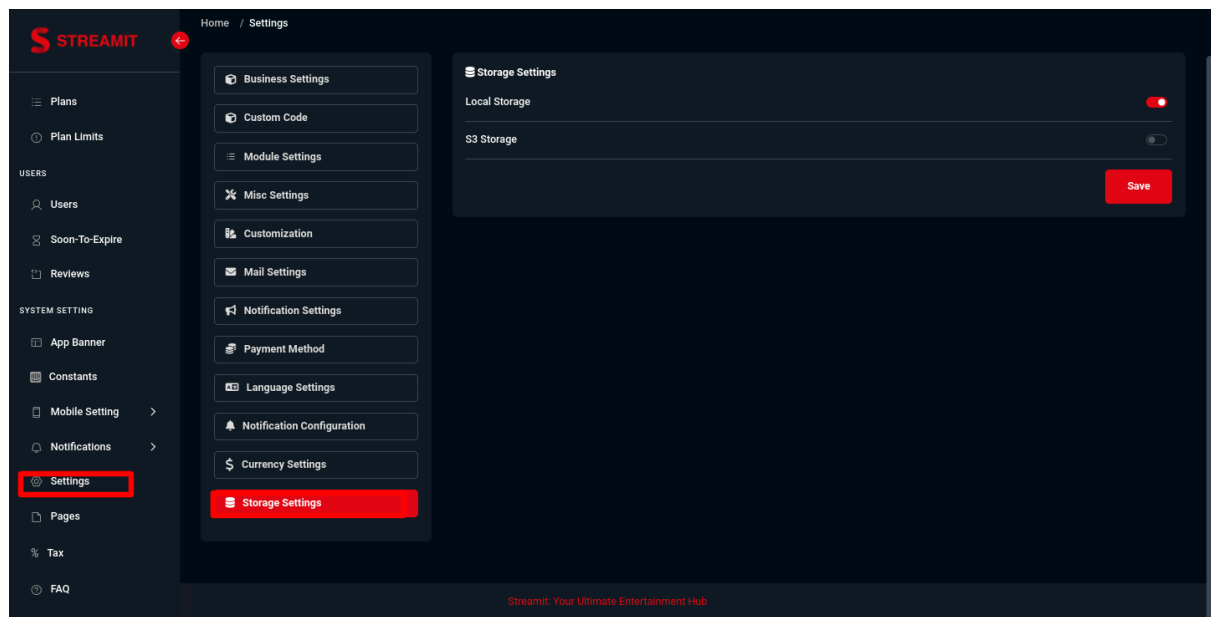 STREAMIT
Home / Settings
Plans
Plan Limits
USERS
Users
Soon-To-Expire
Reviews
SYSTEM SETTING
App Banner
Constants
Mobile Setting
Notifications
Settings
Pages
% Tax
FAQ
Business Settings
Custom Code
Module Settings
Misc Settings
Customization
Mail Settings
Notification Settings
Payment Method
Language Settings
Notification Configuration
$ Currency Settings
Storage Settings
Storage Settings
Local Storage
S3 Storage
Save
Streamit: Your Ultimate Entertainment Hub